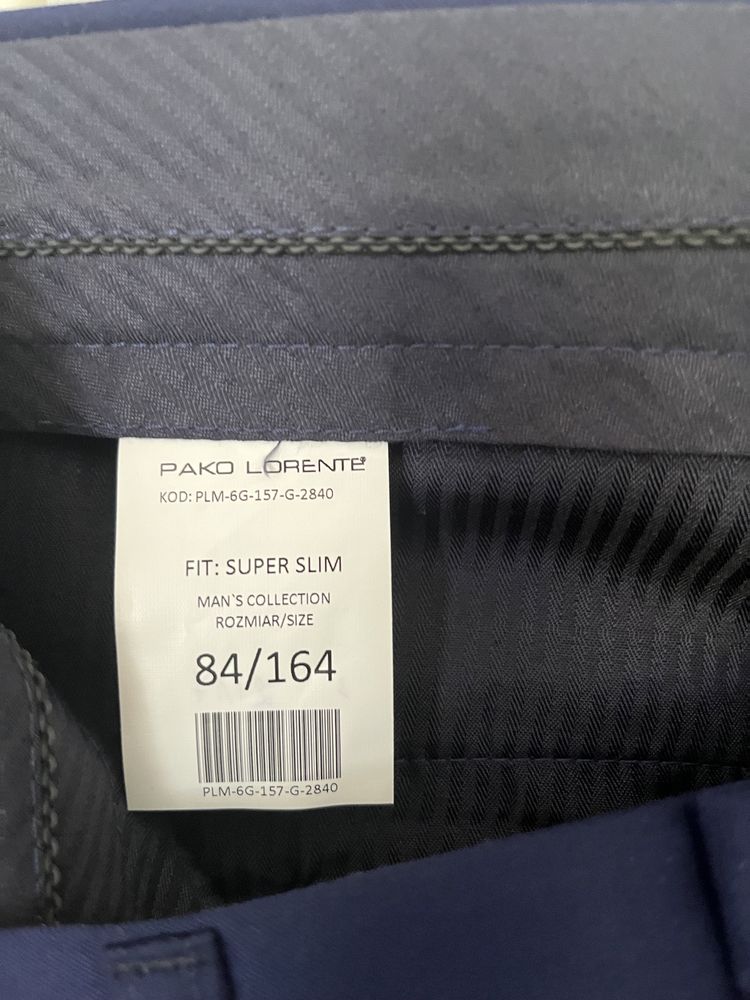 PAKO LORENTE®
KOD: PLM-6G-157-G-2840
FIT: SUPER SLIM
MAN`S COLLECTION
ROZMIAR/SIZE
84/164
PLM-6G-157-G-2840